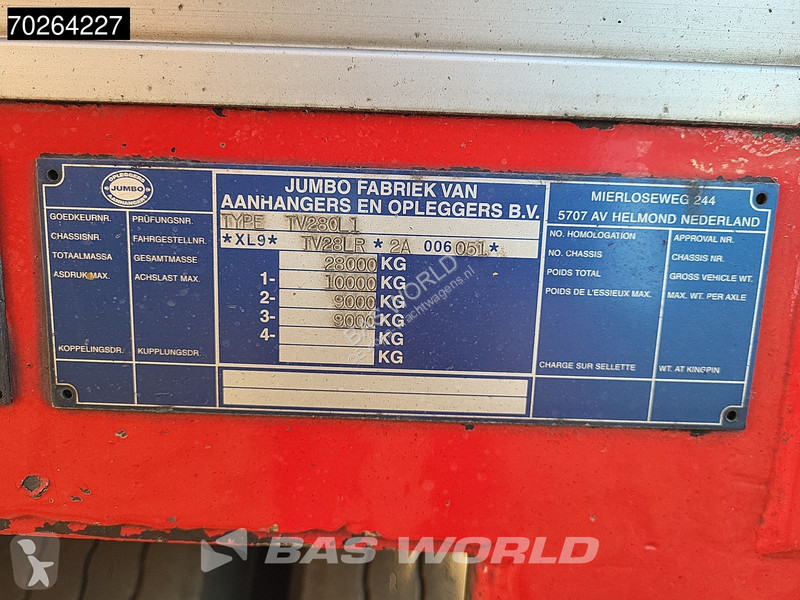 70264227
OPLEGGERS
JUMBO
AANHANGERS
GOEDKEURNR.
CHASSISNR.
TOTAALMASSA
ASDRUK MAX.
KOPPELINGSDR.
PRÜFUNGSNR.
FAHRGESTELLNR.
GESAMTMASSE
ACHSLAST MAX.
KUPPLUNGSDR.
JUMBO FABRIEK VAN
AANHANGERS EN OPLEGGERS B.V.
TYPE TV280L1
*XL9* TV28LR * 2A 006051*
28000 KG
1- 10000 KG
2- 9000 KG
3- 9000 KG
4- KG
KG
MIERLOSEWEG 244
5707 AV HELMOND NEDERLAND
NO. HOMOLOGATION
NO. CHASSIS
POIDS TOTAL
POIDS DE L'ESSIEUX MAX.
CHARGE SUR SELLETTE
APPROVAL NR.
CHASSIS NR.
GROSS VEHICLE WT.
MAX. WT. PER AXLE
WT. AT KINGPIN
BAS WORLD
BAS WORLD